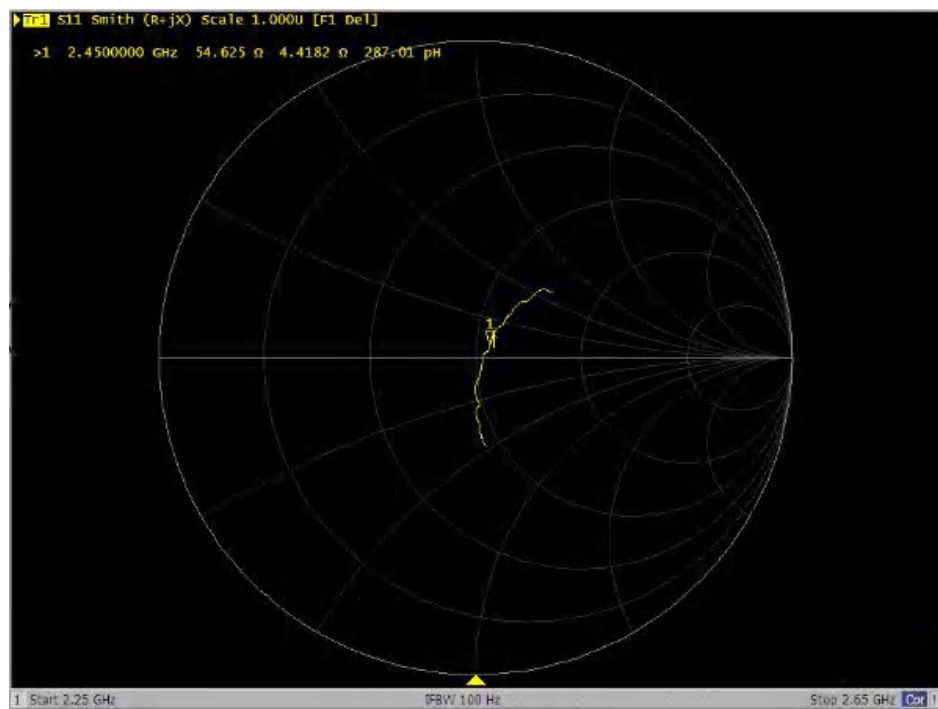 Tr1 S11 Smith (R+jX) Scale 1.000U [F1 Del]
>1 2.4500000 GHz 54.625 Ω 4.4182 Ω 287.01 pH
1
1 Start 2.25 GHz IFBW 100 Hz Stop 2.65 GHz Cor !